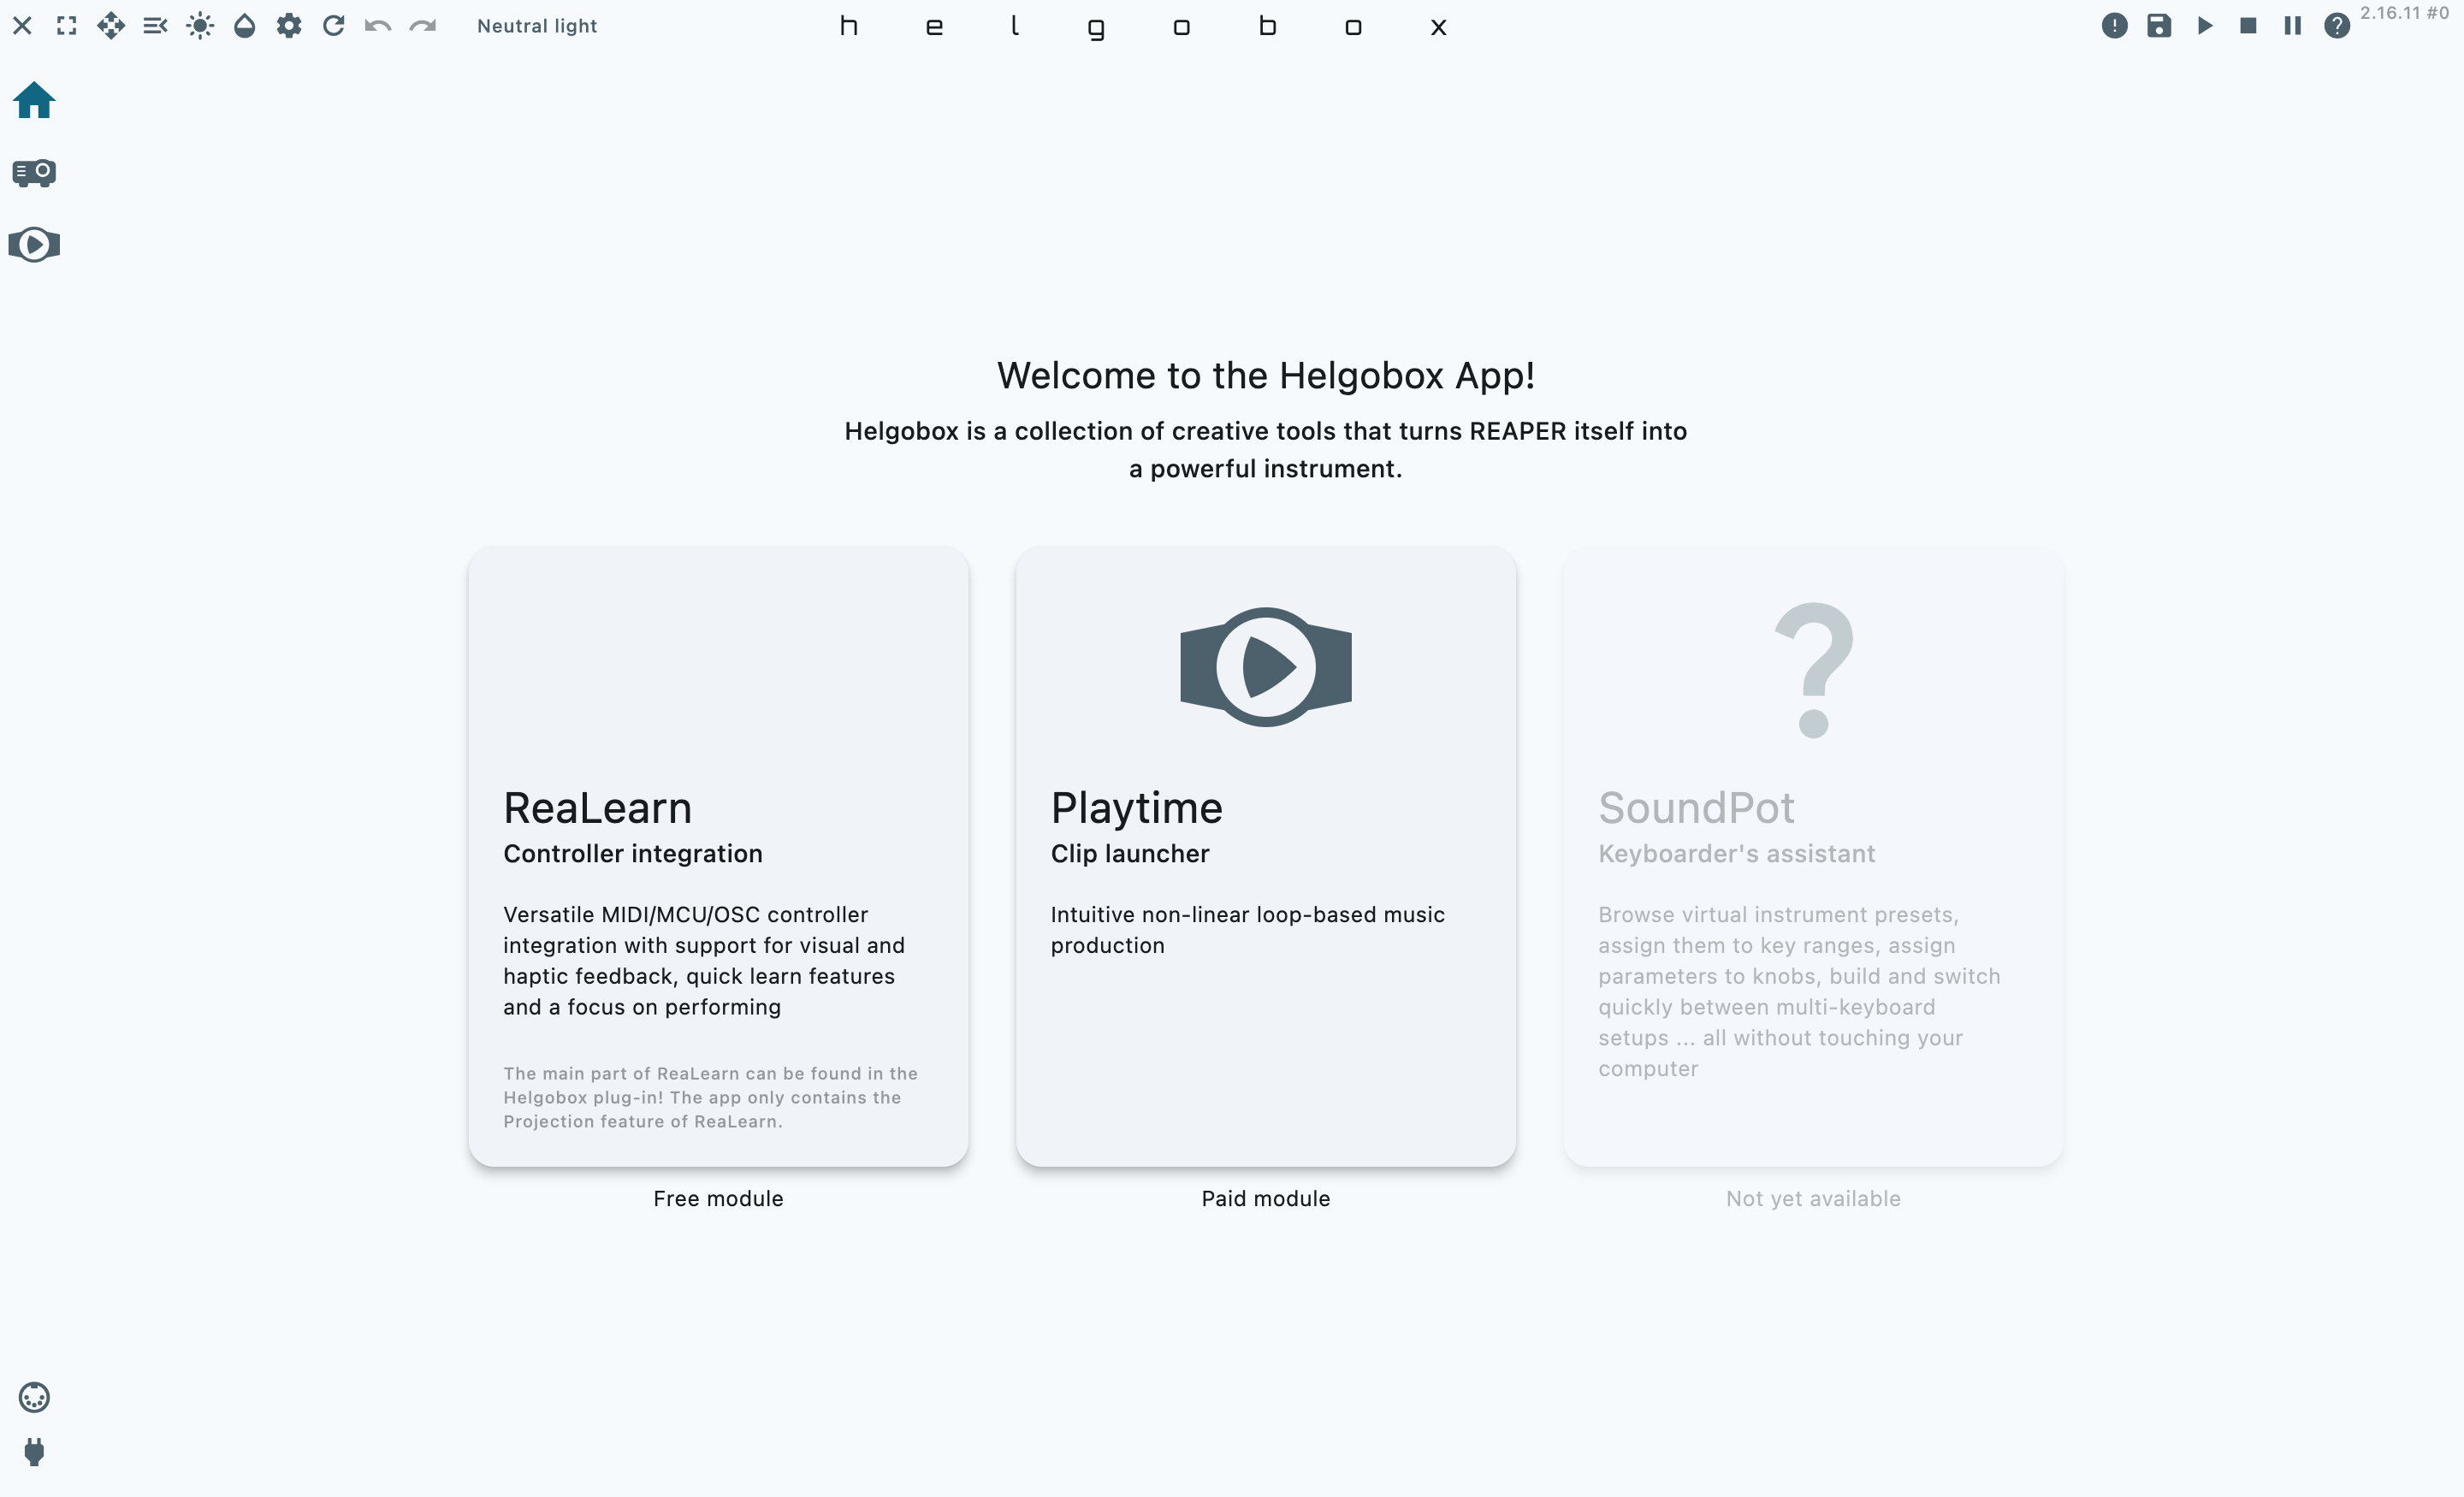 Neutral light
h e l g o b o x
2.16.11 #0
Welcome to the Helgobox App!
Helgobox is a collection of creative tools that turns REAPER itself into
a powerful instrument.
ReaLearn
Controller integration
Versatile MIDI/MCU/OSC controller
integration with support for visual and
haptic feedback, quick learn features
and a focus on performing
The main part of ReaLearn can be found in the
Helgobox plug-in! The app only contains the
Projection feature of ReaLearn.
Free module
Playtime
Clip launcher
Intuitive non-linear loop-based music
production
Paid module
?
SoundPot
Keyboarder's assistant
Browse virtual instrument presets,
assign them to key ranges, assign
parameters to knobs, build and switch
quickly between multi-keyboard
setups ... all without touching your
computer
Not yet available